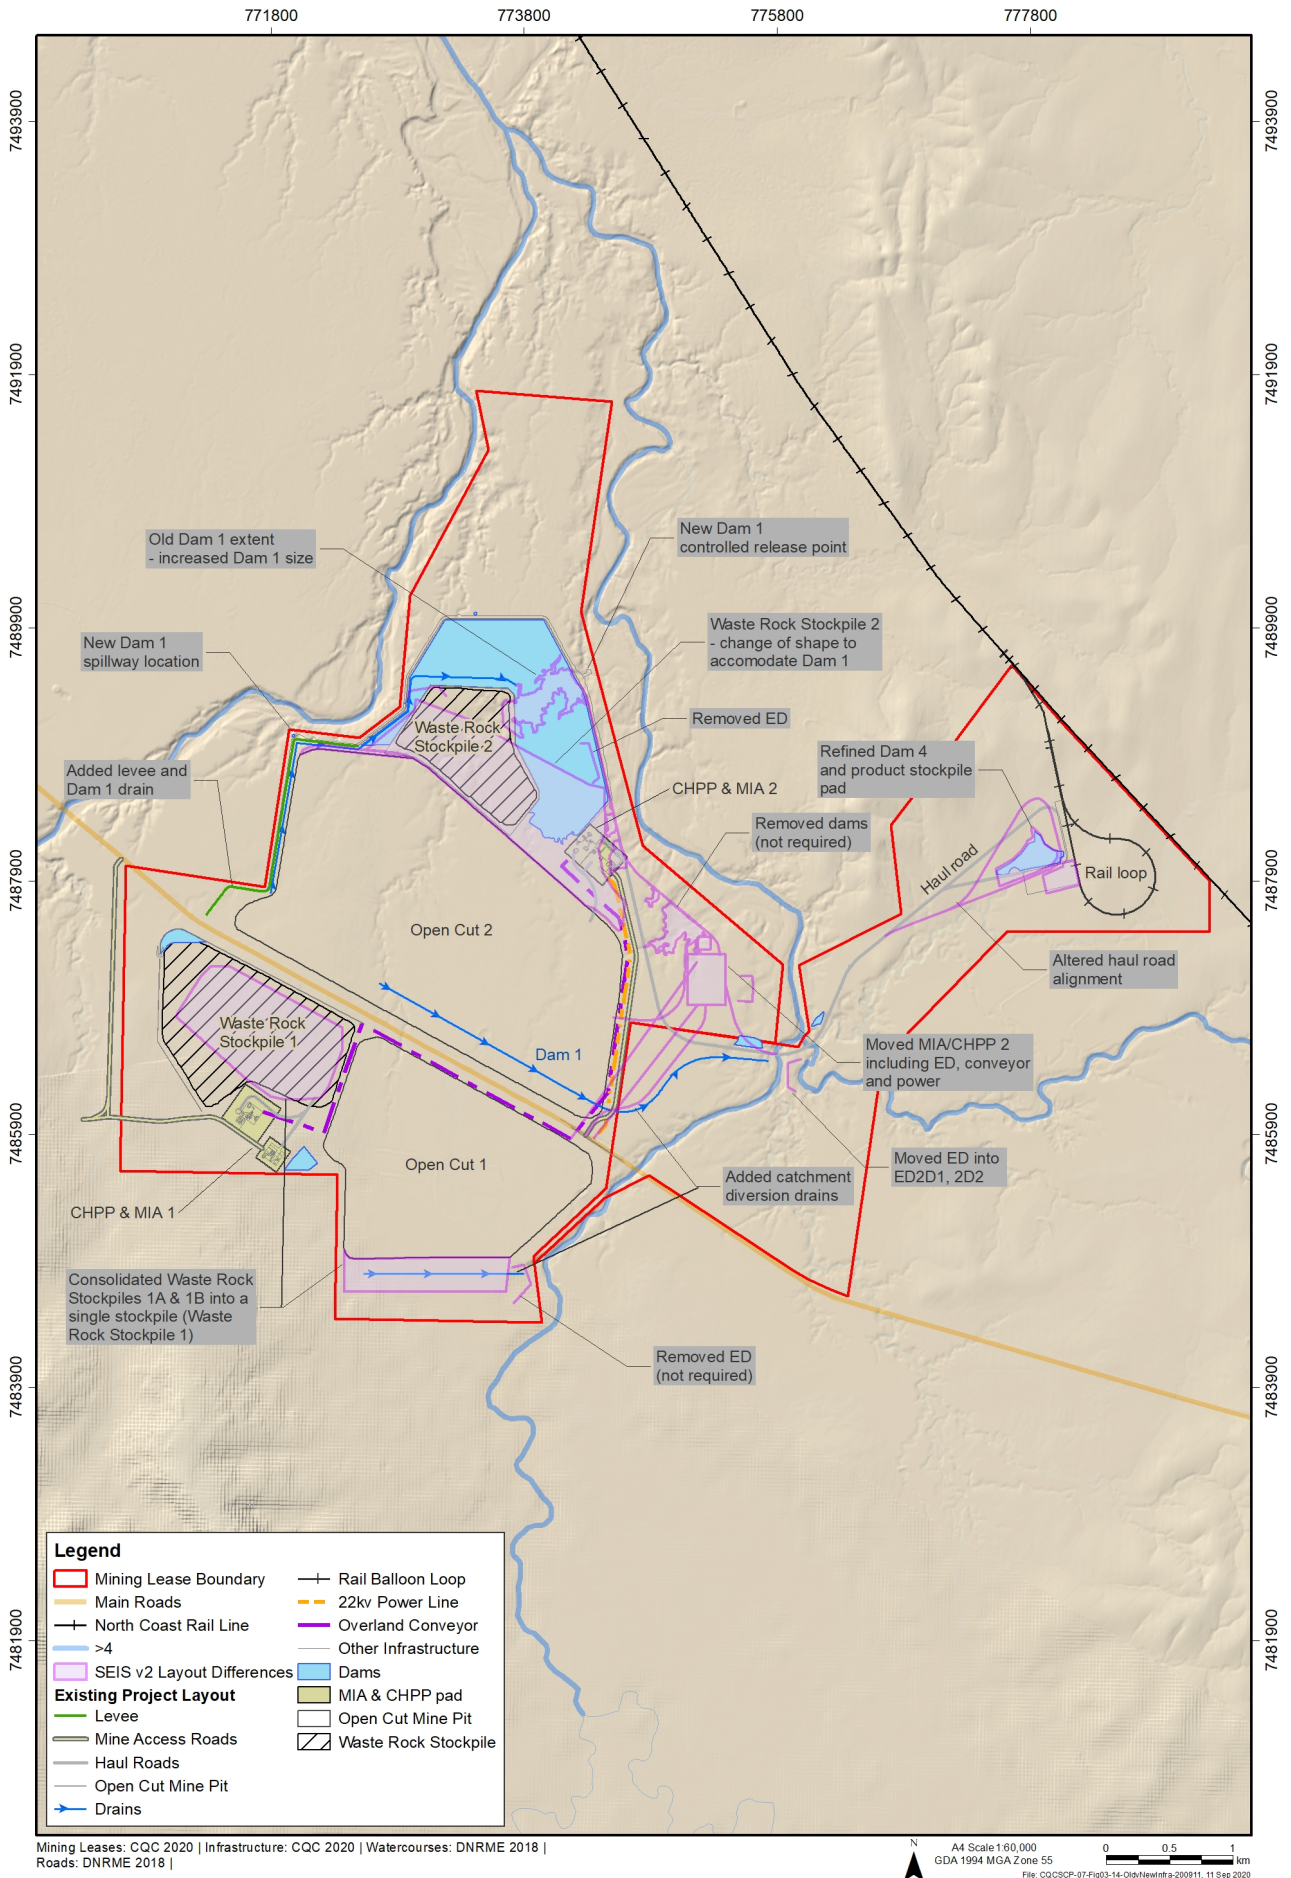 771800
773800
775800
777800
7493900
7493900
7491900
7491900
7489900
7489900
7487900
7487900
7485900
7485900
7483900
7483900
7481900
7481900
Old Dam 1 extent
- increased Dam 1 size
New Dam 1
controlled release point
New Dam 1
spillway location
Waste Rock Stockpile 2
- change of shape to
accomodate Dam 1
Removed ED
Waste Rock
Stockpile 2
Refined Dam 4
and product stockpile
pad
Added levee and
Dam 1 drain
CHPP & MIA 2
Removed dams
(not required)
Haul road
Rail loop
Open Cut 2
Altered haul road
alignment
Waste Rock
Stockpile 1
Dam 1
Moved MIA/CHPP 2
including ED, conveyor
and power
Open Cut 1
Moved ED into
ED2D1, 2D2
Added catchment
diversion drains
CHPP & MIA 1
Consolidated Waste Rock
Stockpiles 1A & 1B into a
single stockpile (Waste
Rock Stockpile 1)
Removed ED
(not required)
Legend
Mining Lease Boundary
Main Roads
North Coast Rail Line
>4
SEIS v2 Layout Differences
Existing Project Layout
Levee
Mine Access Roads
Haul Roads
Open Cut Mine Pit
Drains
Rail Balloon Loop
22kv Power Line
Overland Conveyor
Other Infrastructure
Dams
MIA & CHPP pad
Open Cut Mine Pit
Waste Rock Stockpile
Mining Leases: CQC 2020 | Infrastructure: CQC 2020 | Watercourses: DNRME 2018 |
Roads: DNRME 2018 |
N
A4 Scale 1:60,000
GDA 1994 MGA Zone 55
0 0.5 1
km
File: CQCSCP-07-Fig03-14-OldvNewInfra-200911, 11 Sep 2020